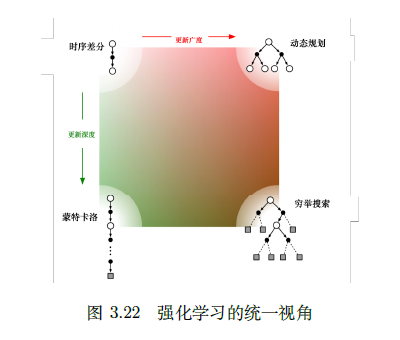 更新广度
时序差分
动态规划
更新深度
蒙特卡洛
穷举搜索
图 3.22 强化学习的统一视角